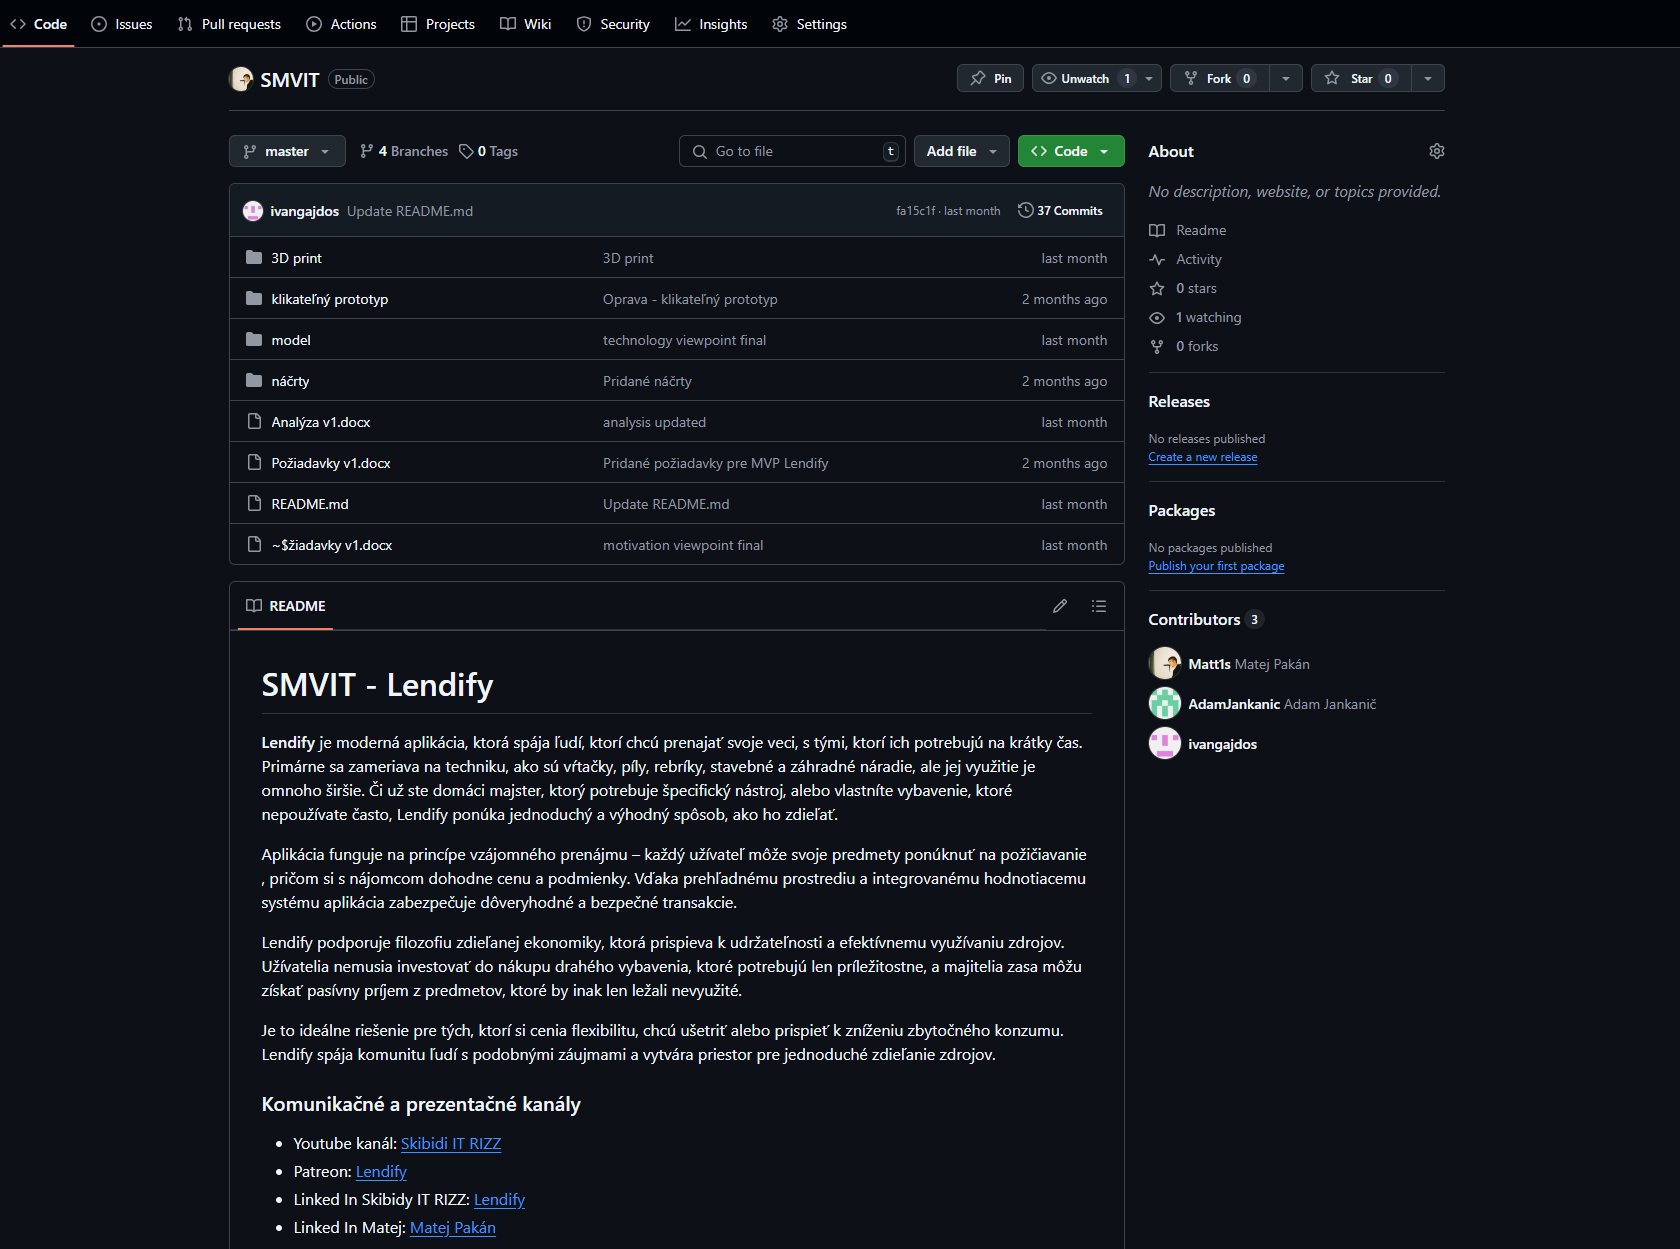 Code Issues Pull requests Actions Projects Wiki Security Insights Settings
SMVIT Public Pin Unwatch 1 Fork 0 Star 0
master 4 Branches 0 Tags Go to file t Add file Code
ivangajdos Update README.md fa15c1f · last month 37 Commits
3D print 3D print last month
klikateľný prototyp Oprava - klikateľný prototyp 2 months ago
model technology viewpoint final last month
náčrty Pridané náčrty 2 months ago
Analýza v1.docx analysis updated last month
Požiadavky v1.docx Pridané požiadavky pre MVP Lendify 2 months ago
README.md Update README.md last month
~$žiadavky v1.docx motivation viewpoint final last month
README
SMVIT - Lendify
Lendify je moderná aplikácia, ktorá spája ľudí, ktorí chcú prenajať svoje veci, s tými, ktorí ich potrebujú na krátky čas.
Primárne sa zameriava na techniku, ako sú vŕtačky, píly, rebríky, stavebné a záhradné náradie, ale jej využitie je
omnoho širšie. Či už ste domáci majster, ktorý potrebuje špecifický nástroj, alebo vlastníte vybavenie, ktoré
nepoužívate často, Lendify ponúka jednoduchý a výhodný spôsob, ako ho zdieľať.
Aplikácia funguje na princípe vzájomného prenájmu – každý užívateľ môže svoje predmety ponúknuť na požičiavanie
, pričom si s nájomcom dohodne cenu a podmienky. Vďaka prehľadnému prostrediu a integrovanému hodnotiacemu
systému aplikácia zabezpečuje dôveryhodné a bezpečné transakcie.
Lendify podporuje filozofiu zdieľanej ekonomiky, ktorá prispieva k udržateľnosti a efektívnemu využívaniu zdrojov.
Užívatelia nemusia investovať do nákupu drahého vybavenia, ktoré potrebujú len príležitostne, a majitelia zasa môžu
získať pasívny príjem z predmetov, ktoré by inak len ležali nevyužité.
Je to ideálne riešenie pre tých, ktorí si cenia flexibilitu, chcú ušetriť alebo prispieť k zníženiu zbytočného konzumu.
Lendify spája komunitu ľudí s podobnými záujmami a vytvára priestor pre jednoduché zdieľanie zdrojov.
Komunikačné a prezentačné kanály
Youtube kanál: Skibidi IT RIZZ
Patreon: Lendify
Linked In Skibidy IT RIZZ: Lendify
Linked In Matej: Matej Pakán
About
No description, website, or topics provided.
Readme
Activity
0 stars
1 watching
0 forks
Releases
No releases published
Create a new release
Packages
No packages published
Publish your first package
Contributors 3
Matt1s Matej Pakán
AdamJankanic Adam Jankanič
ivangajdos